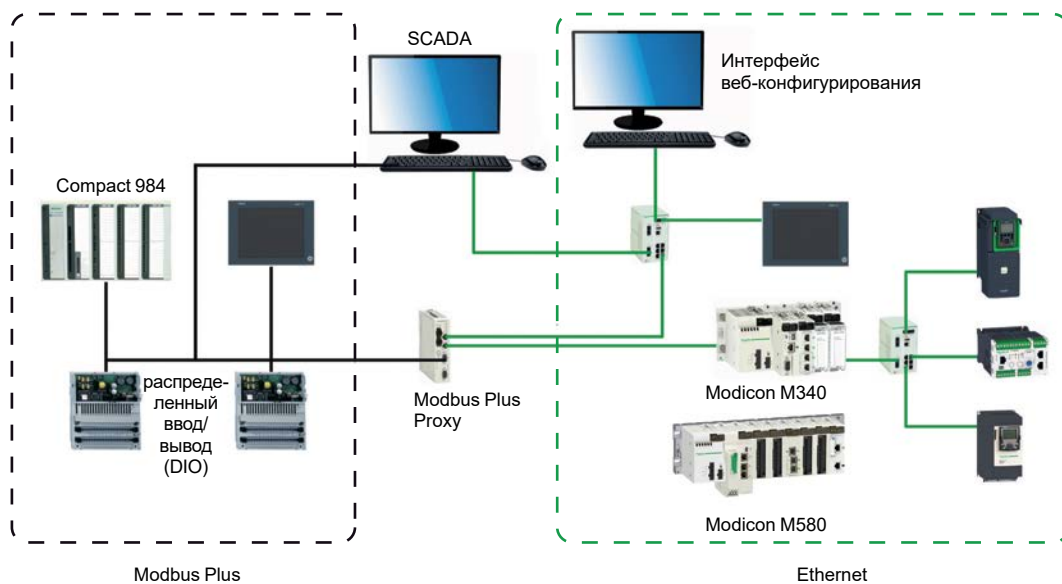 SCADA
Интерфейс
веб-конфигурирования
Compact 984
распреде-
ленный
ввод/
вывод
(DIO)
Modbus Plus
Proxy
Modicon M340
Modicon M580
Modbus Plus
Ethernet